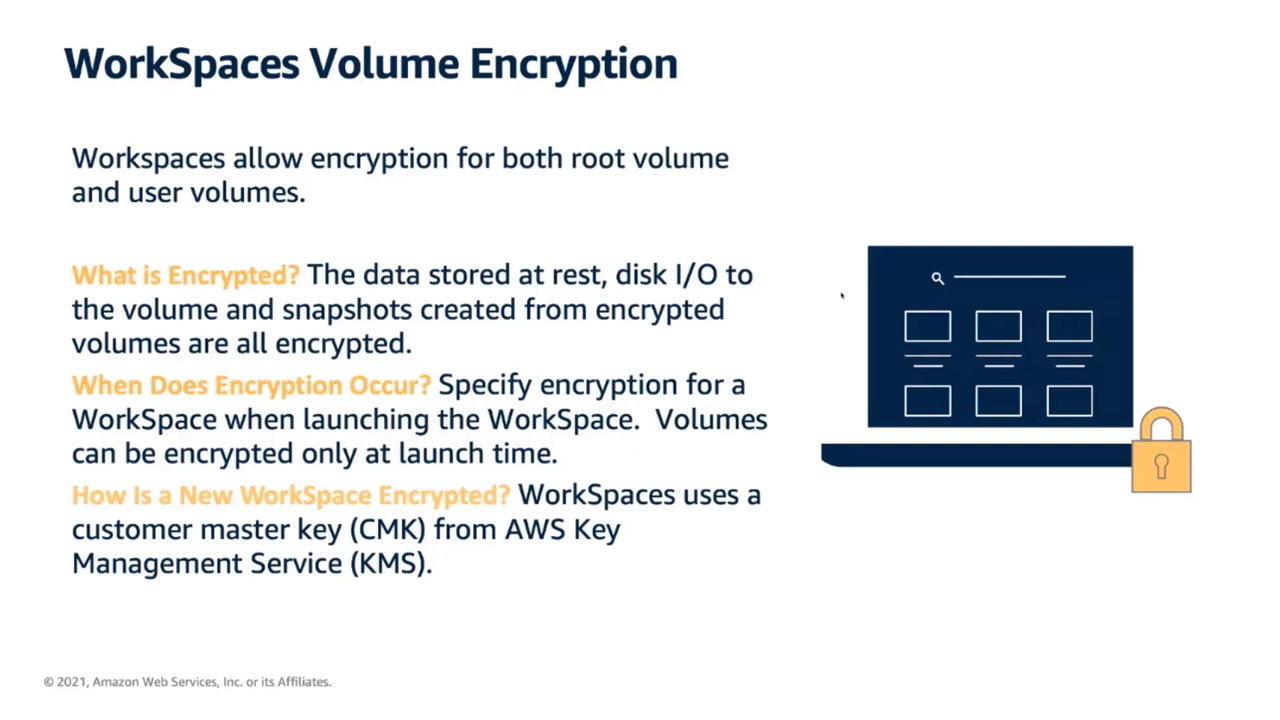 WorkSpaces Volume Encryption
Workspaces allow encryption for both root volume
and user volumes.
What is Encrypted? The data stored at rest, disk I/O to
the volume and snapshots created from encrypted
volumes are all encrypted.
When Does Encryption Occur? Specify encryption for a
WorkSpace when launching the WorkSpace.  Volumes
can be encrypted only at launch time.
How Is a New WorkSpace Encrypted? WorkSpaces uses a
customer master key (CMK) from AWS Key
Management Service (KMS).
© 2021, Amazon Web Services, Inc. or its Affiliates.